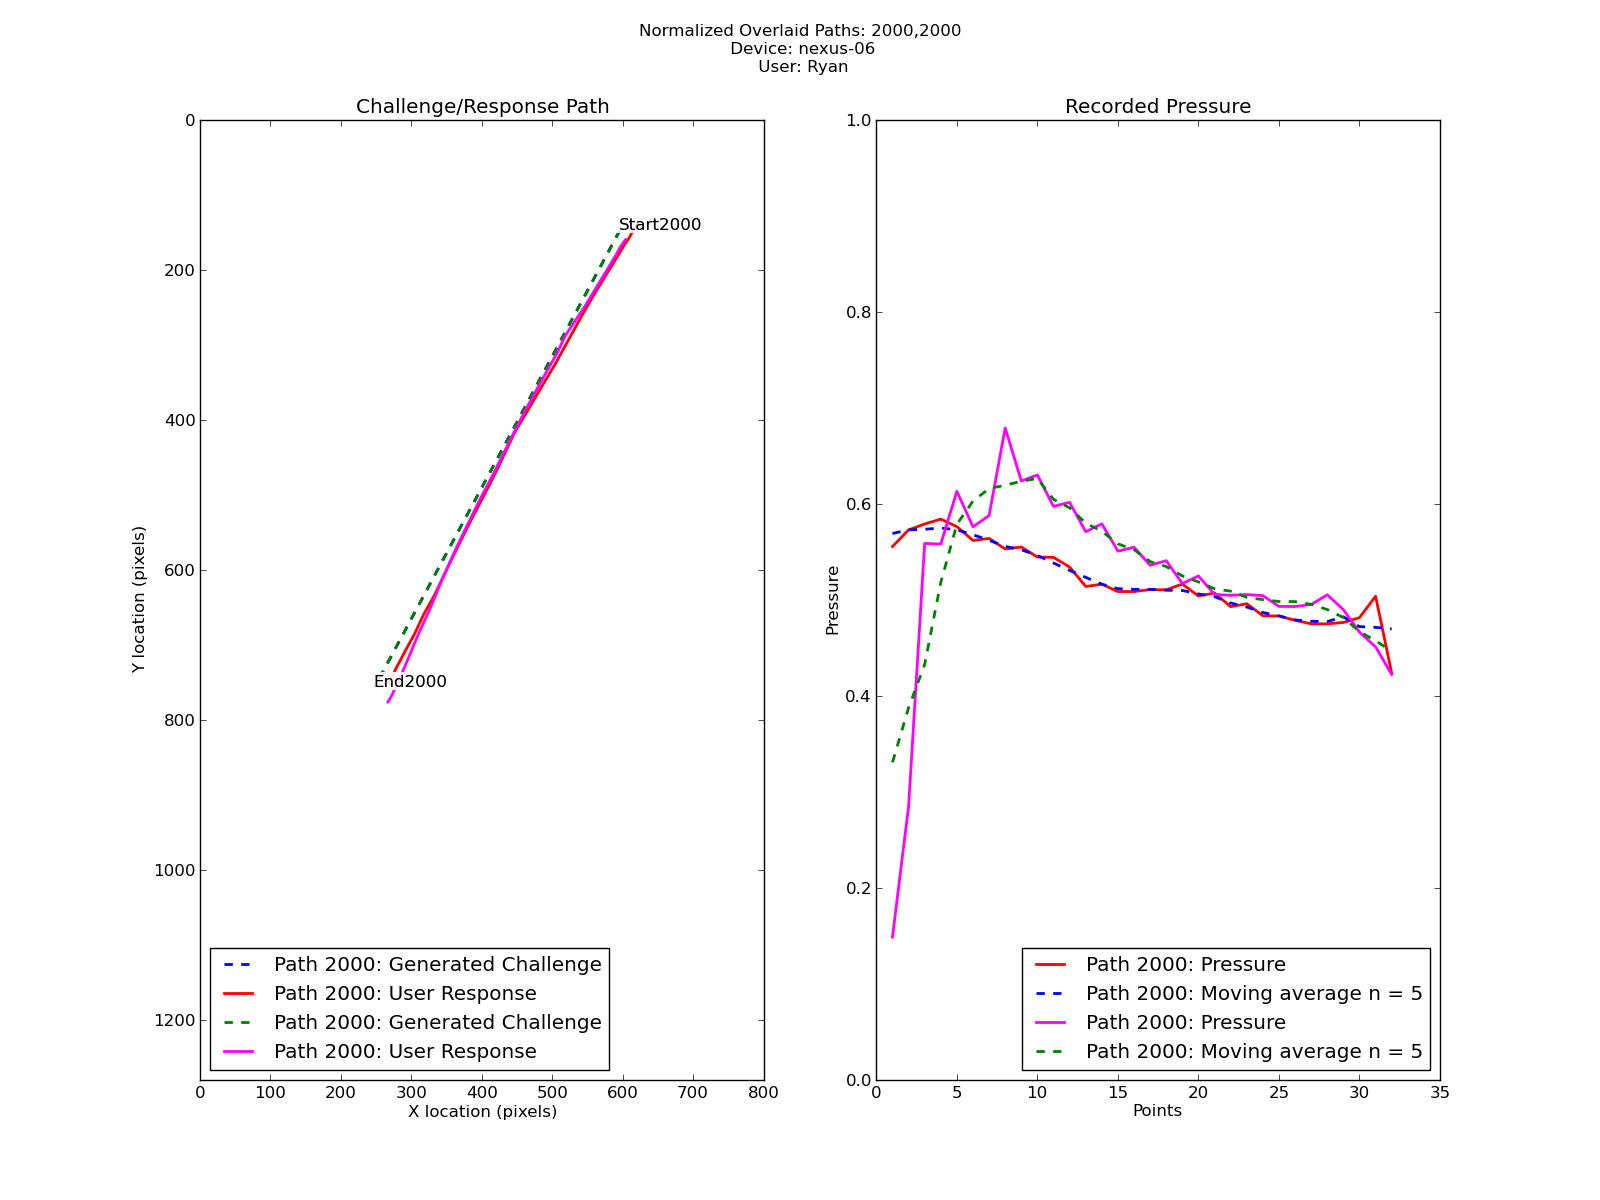 Normalized Overlaid Paths: 2000,2000
Device: nexus-06
User: Ryan
Challenge/Response Path
0
200
400
600
800
1000
1200
Y location (pixels)
Start2000
End2000
Path 2000: Generated Challenge
Path 2000: User Response
Path 2000: Generated Challenge
Path 2000: User Response
0 100 200 300 400 500 600 700 800
X location (pixels)
Recorded Pressure
1.0
0.8
0.6
0.4
0.2
0.0
Pressure
Path 2000: Pressure
Path 2000: Moving average n = 5
Path 2000: Pressure
Path 2000: Moving average n = 5
0 5 10 15 20 25 30 35
Points